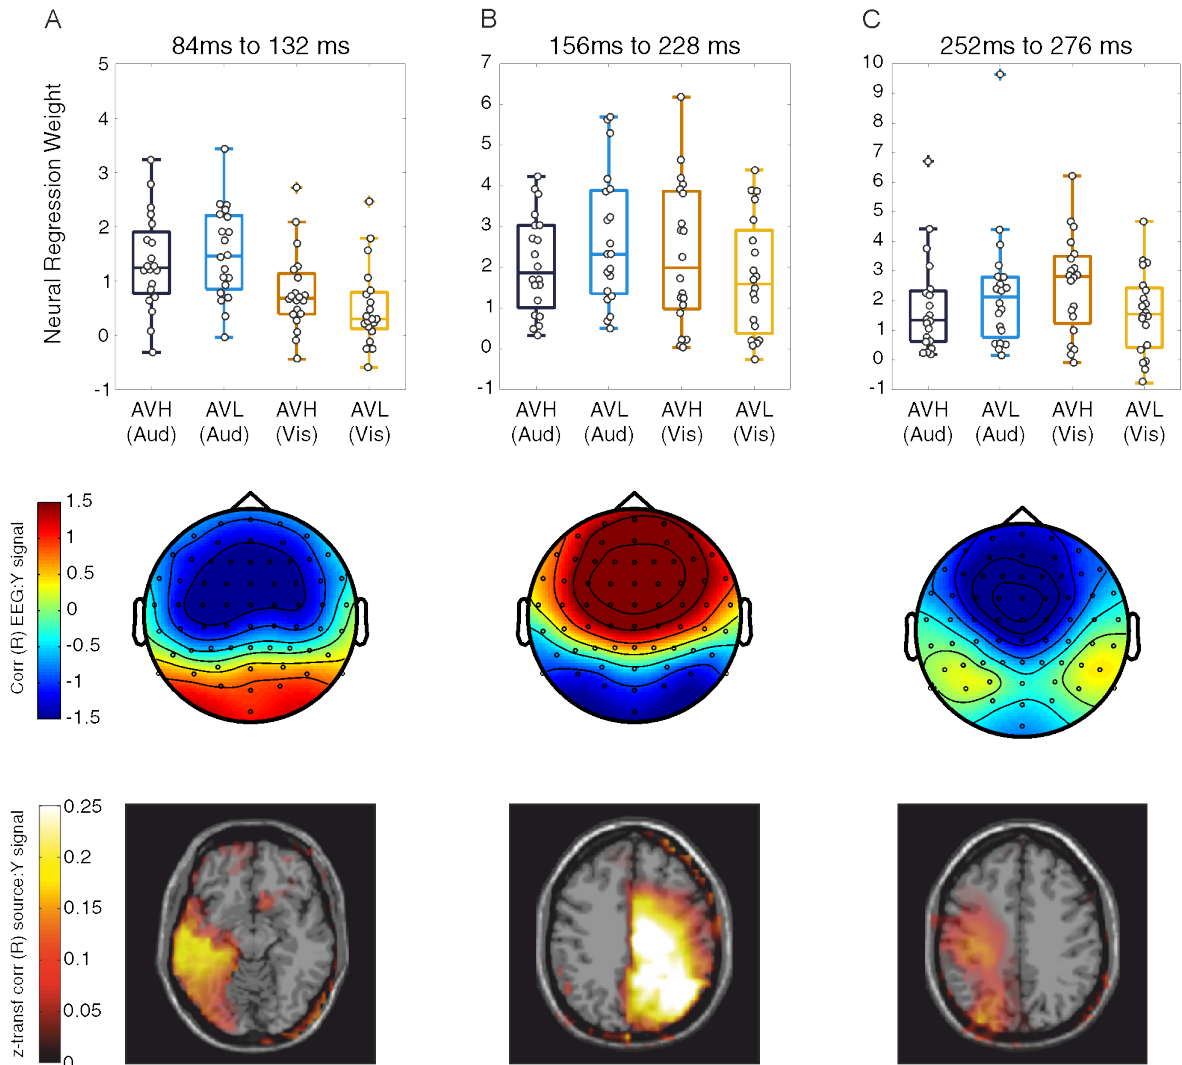 A
B
C
84ms to 132 ms
156ms to 228 ms
252ms to 276 ms
Neural Regression Weight
5
4
3
2
1
0
-1
7
6
5
4
3
2
1
0
-1
10
9
8
7
6
5
4
3
2
1
0
-1
AVH AVL AVH AVL
(Aud) (Aud) (Vis) (Vis)
AVH AVL AVH AVL
(Aud) (Aud) (Vis) (Vis)
AVH AVL AVH AVL
(Aud) (Aud) (Vis) (Vis)
Corr (R) EEG:Y signal
1.5
1
0.5
0
-0.5
-1
-1.5
z-transf corr (R) source:Y signal
0.25
0.2
0.15
0.1
0.05
0